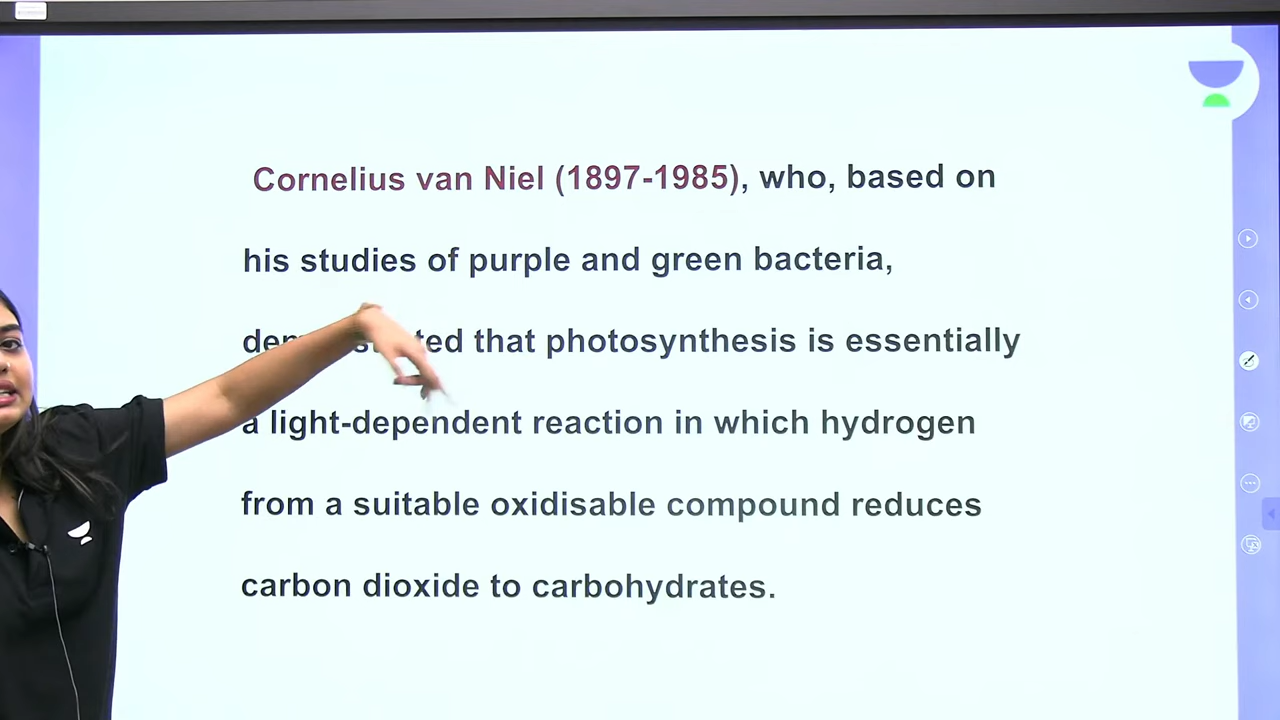 Cornelius van Niel (1897-1985), who, based on
his studies of purple and green bacteria,
demonstrated that photosynthesis is essentially
a light-dependent reaction in which hydrogen
from a suitable oxidisable compound reduces
carbon dioxide to carbohydrates.